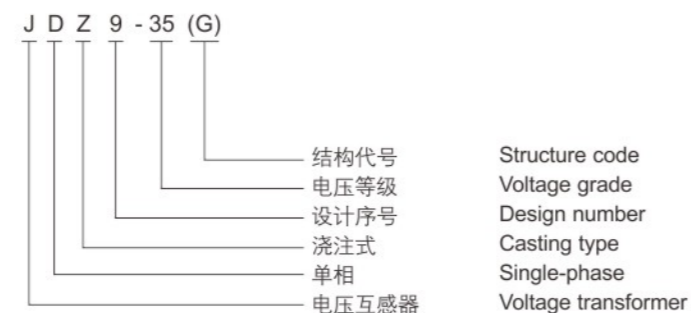 J D Z 9 - 35 (G)
结构代号 Structure code
电压等级 Voltage grade
设计序号 Design number
浇注式 Casting type
单相 Single-phase
电压互感器 Voltage transformer